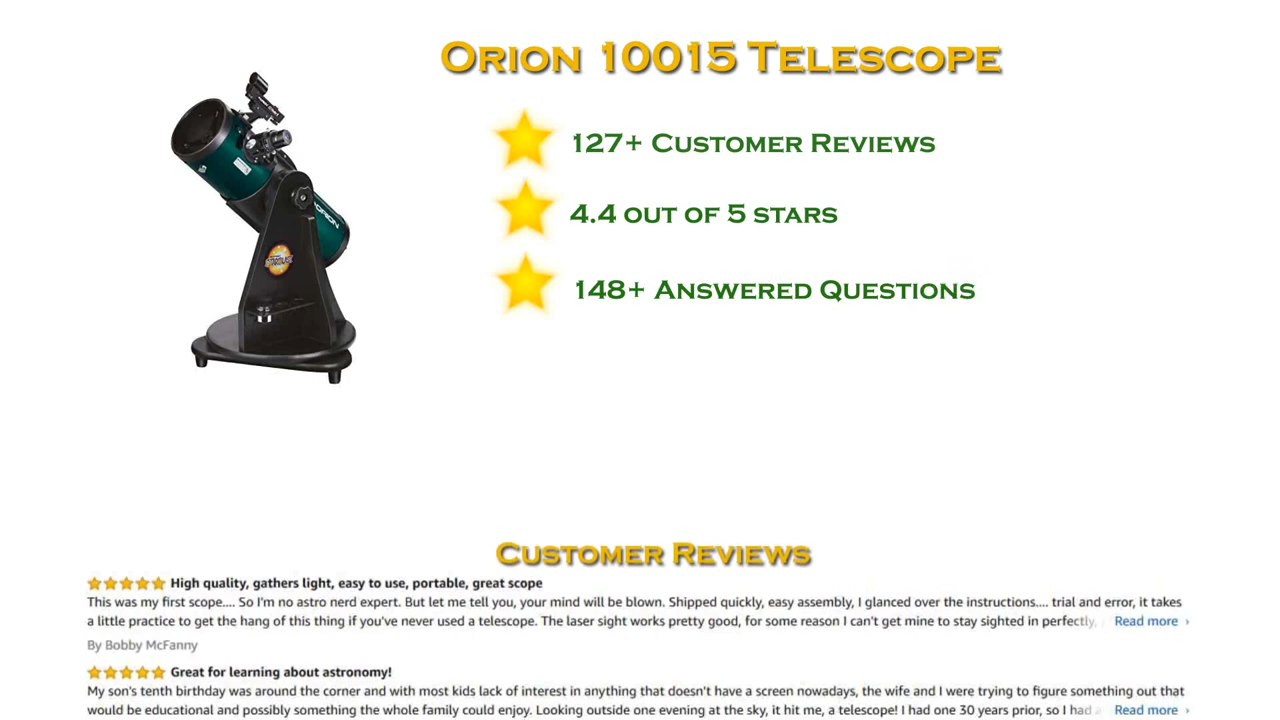 Orion 10015 Telescope
127+ Customer Reviews
4.4 out of 5 stars
148+ Answered Questions
ORION
STARBLAST
Customer Reviews
High quality, gathers light, easy to use, portable, great scope
This was my first scope.... So I'm no astro nerd expert. But let me tell you, your mind will be blown. Shipped quickly, easy assembly, I glanced over the instructions.... trial and error, it takes
a little practice to get the hang of this thing if you've never used a telescope. The laser sight works pretty good, for some reason I can't get mine to stay sighted in perfectly, Read more ›
By Bobby McFanny
Great for learning about astronomy!
My son's tenth birthday was around the corner and with most kids lack of interest in anything that doesn't have a screen nowadays, the wife and I were trying to figure something out that
would be educational and possibly something the whole family could enjoy. Looking outside one evening at the sky, it hit me, a telescope! I had one 30 years prior, so I had a Read more ›